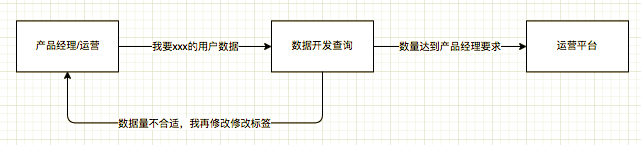 产品经理/运营
我要xxx的用户数据
数据开发查询
数量达到产品经理要求
运营平台
数据量不合适，我再修改修改标签